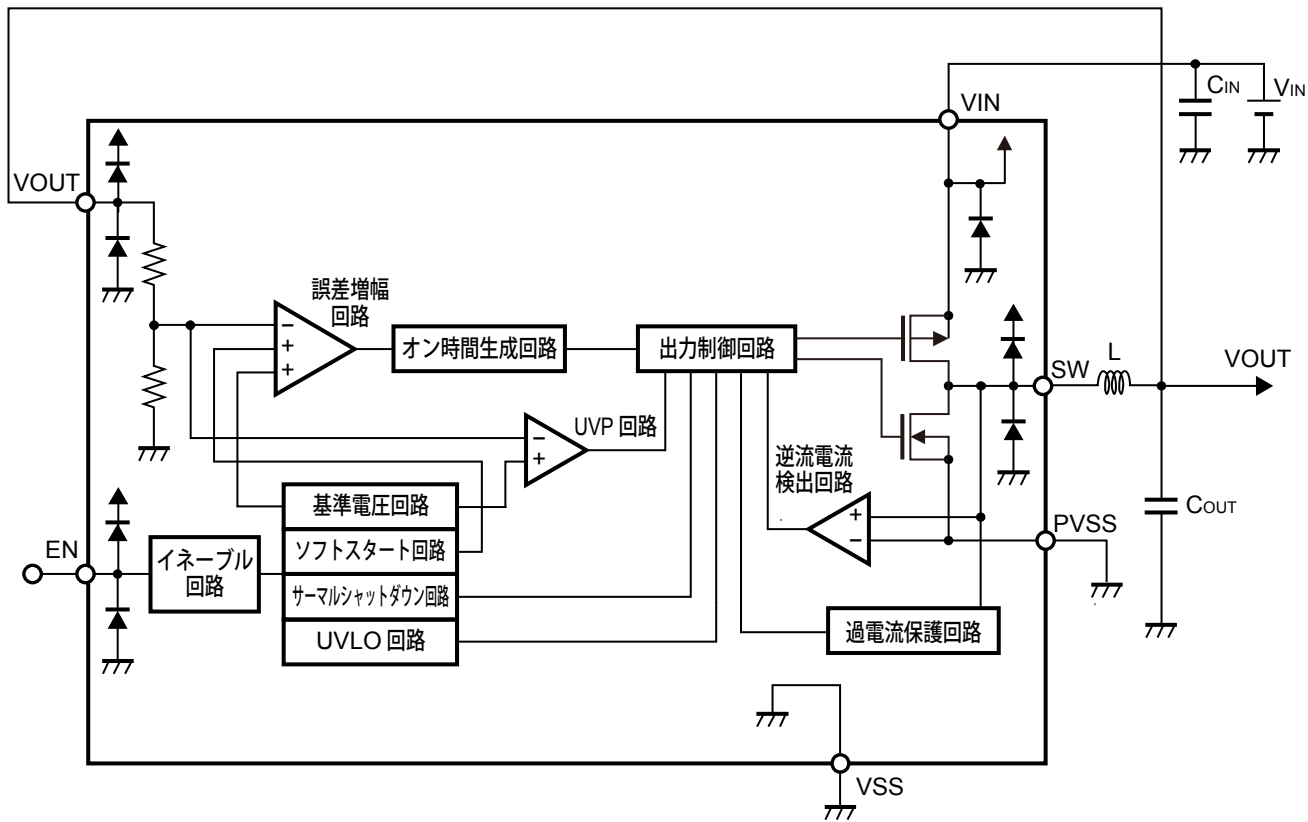 VIN
CIN
VIN
VOUT
誤差増幅
回路
−
+
+
オン時間生成回路
出力制御回路
SW
L
VOUT
UVP 回路
−
+
逆流電流
検出回路
+
−
基準電圧回路
ソフトスタート回路
サーマルシャットダウン回路
UVLO 回路
EN
イネーブル
回路
PVSS
COUT
過電流保護回路
VSS